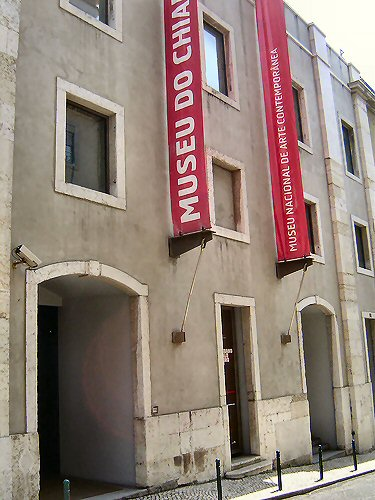 MUSEU DO CHIA
MUSEU NACIONAL DE ARTE CONTEMPORÂNEA